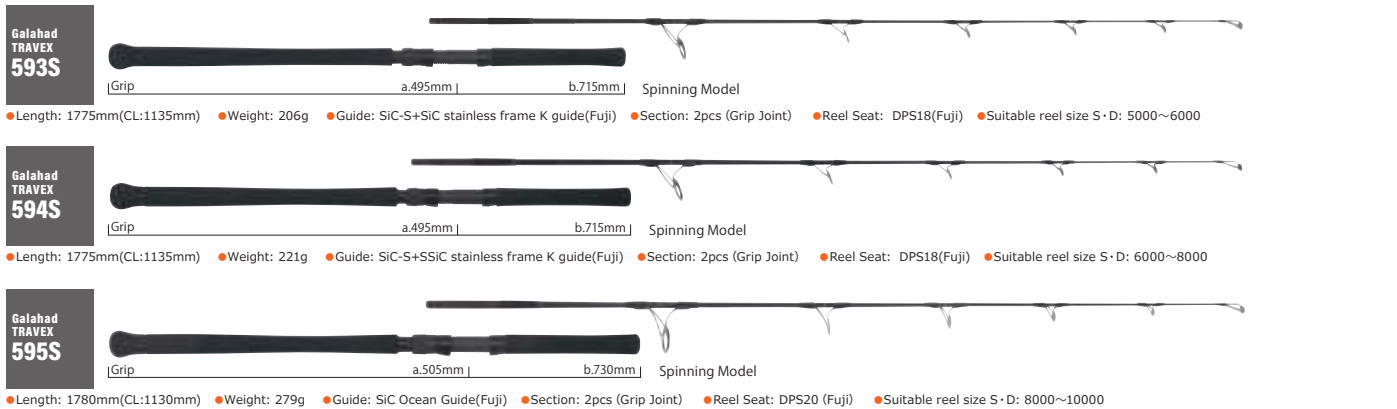 Galahad
TRAVEX
593S
Grip a.495mm b.715mm Spinning Model
●Length: 1775mm(CL:1135mm) ●Weight: 206g ●Guide: SiC-S+SiC stainless frame K guide(Fuji) ●Section: 2pcs (Grip Joint) ●Reel Seat: DPS18(Fuji) ●Suitable reel size S・D: 5000～6000
Galahad
TRAVEX
594S
Grip a.495mm b.715mm Spinning Model
●Length: 1775mm(CL:1135mm) ●Weight: 221g ●Guide: SiC-S+SSiC stainless frame K guide(Fuji) ●Section: 2pcs (Grip Joint) ●Reel Seat: DPS18(Fuji) ●Suitable reel size S・D: 6000～8000
Galahad
TRAVEX
595S
Grip a.505mm b.730mm Spinning Model
●Length: 1780mm(CL:1130mm) ●Weight: 279g ●Guide: SiC Ocean Guide(Fuji) ●Section: 2pcs (Grip Joint) ●Reel Seat: DPS20 (Fuji) ●Suitable reel size S・D: 8000～10000